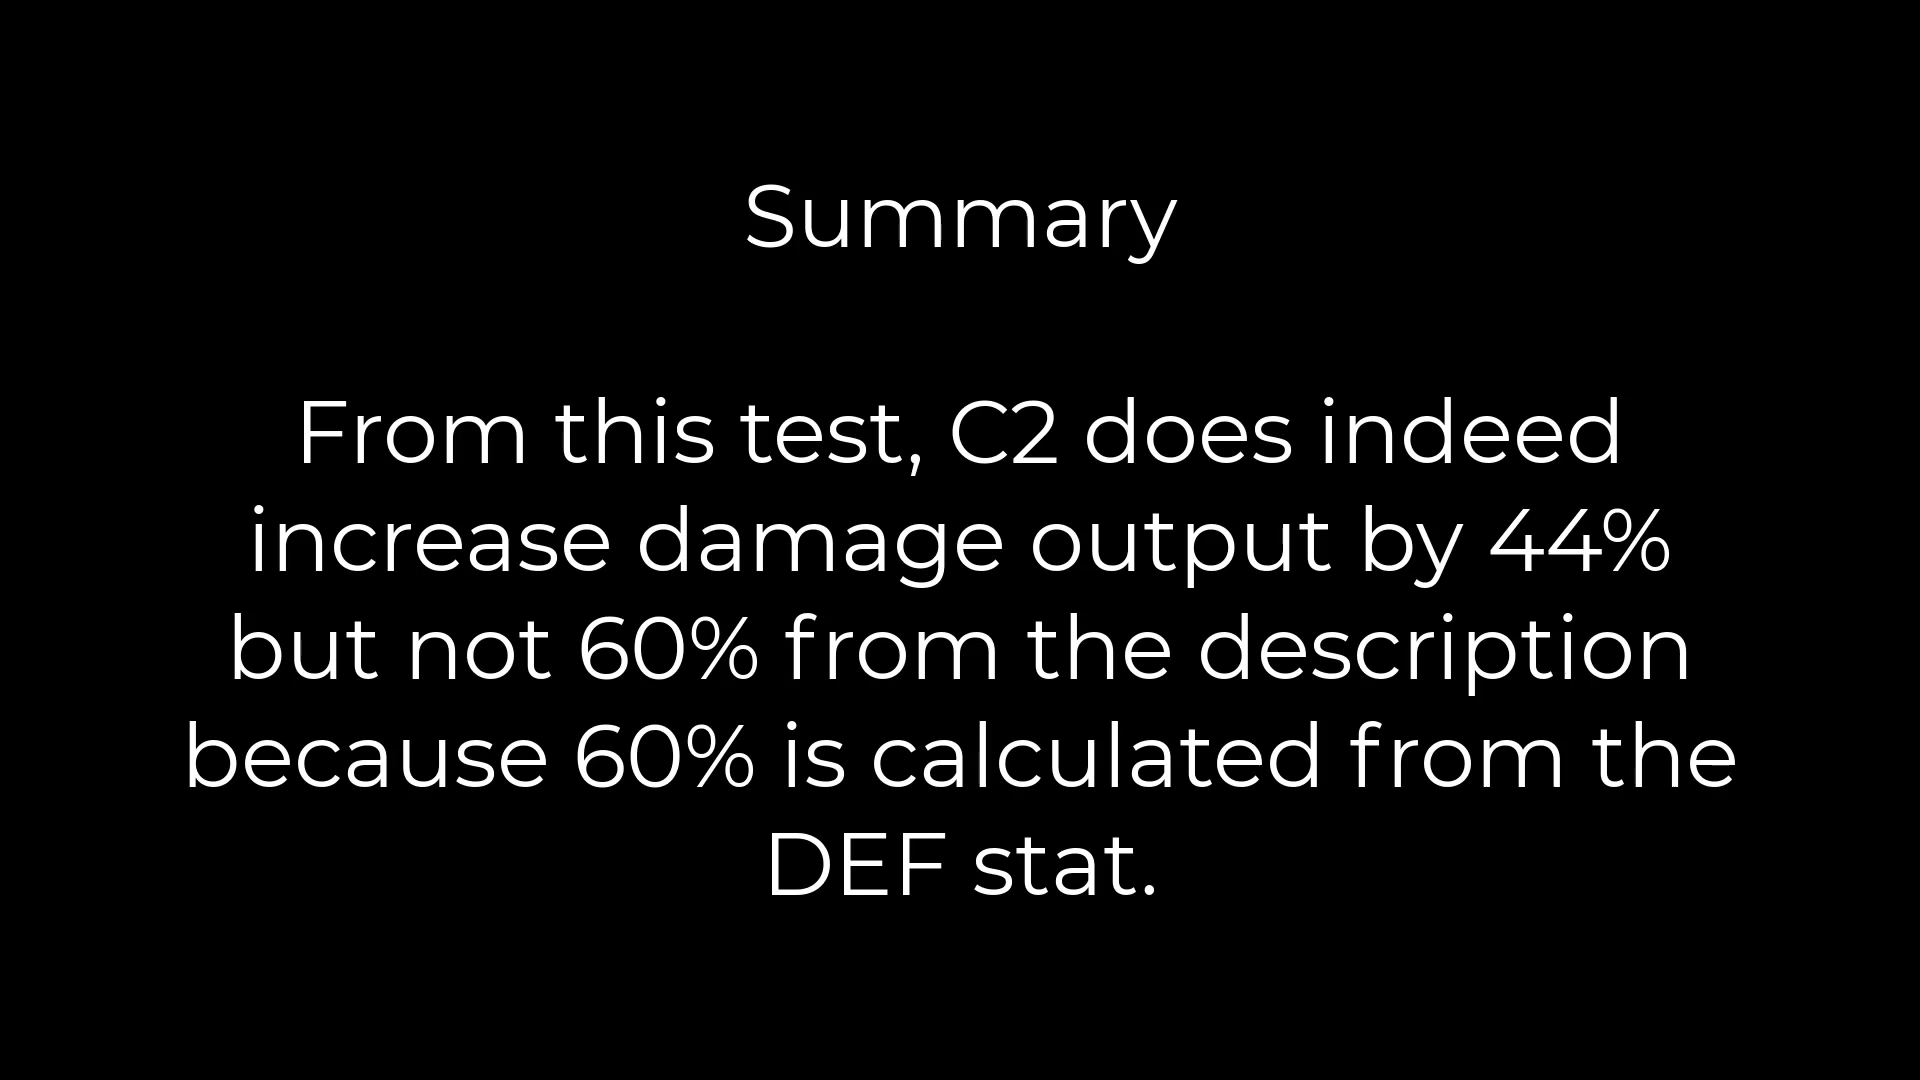 Summary
From this test, C2 does indeed
increase damage output by 44%
but not 60% from the description
because 60% is calculated from the
DEF stat.